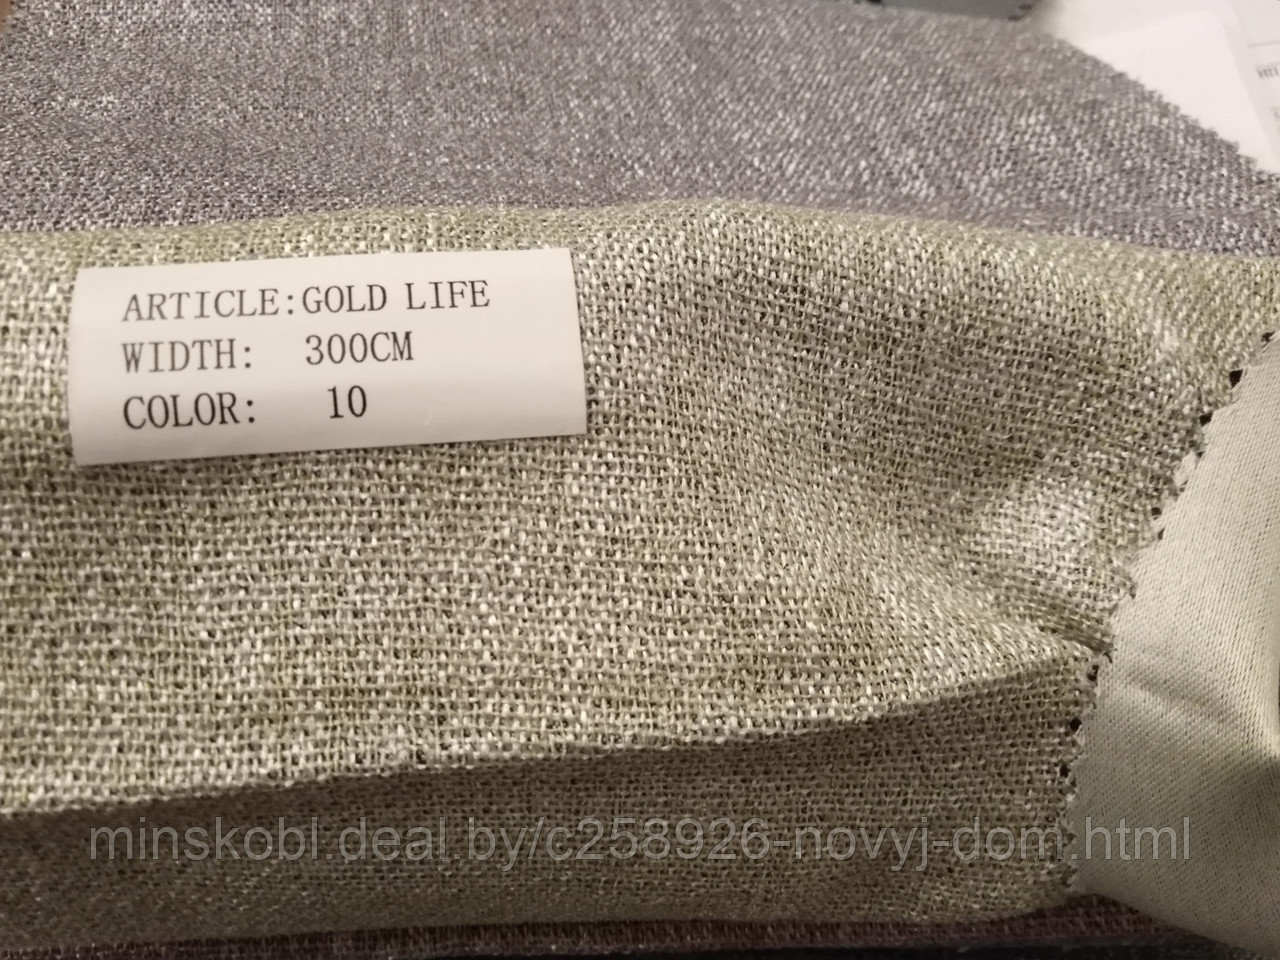 ARTICLE:GOLD LIFE
WIDTH: 300CM
COLOR: 10
minskobl.deal.by/c258926-novyj-dom.html